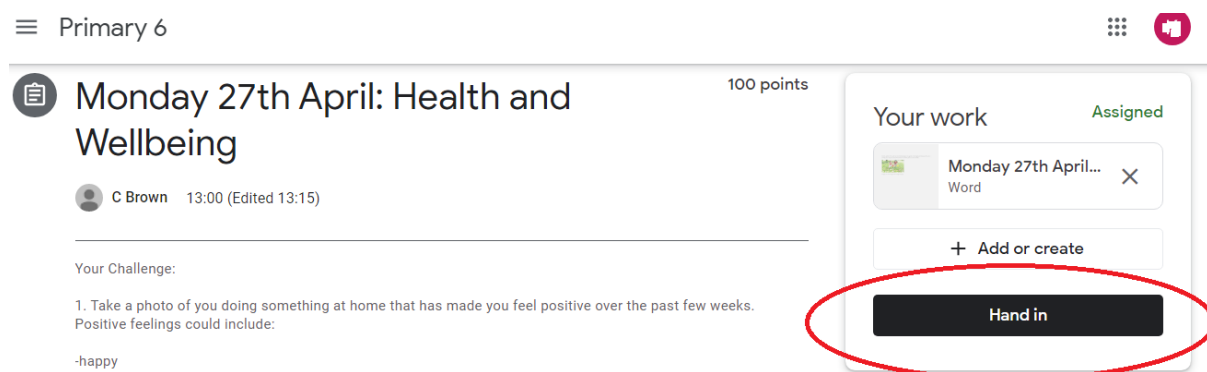 Primary 6
Monday 27th April: Health and
Wellbeing
100 points
C Brown 13:00 (Edited 13:15)
Your Challenge:
1. Take a photo of you doing something at home that has made you feel positive over the past few weeks.
Positive feelings could include:
-happy
Your work
Assigned
Monday 27th April...
Word
+ Add or create
Hand in